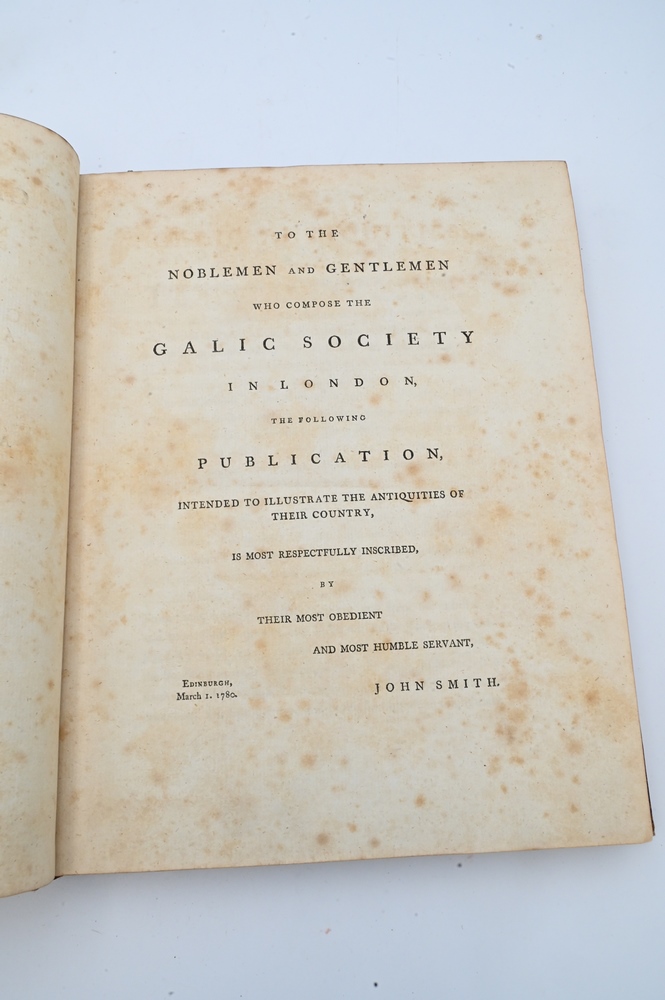 TO THE
NOBLEMEN AND GENTLEMEN
WHO COMPOSE THE
GALIC SOCIETY
IN LONDON,
THE FOLLOWING
PUBLICATION,
INTENDED TO ILLUSTRATE THE ANTIQUITIES OF
THEIR COUNTRY,
IS MOST RESPECTFULLY INSCRIBED,
BY
THEIR MOST OBEDIENT
AND MOST HUMBLE SERVANT,
EDINBURGH,
March 1. 1780.
JOHN SMITH.